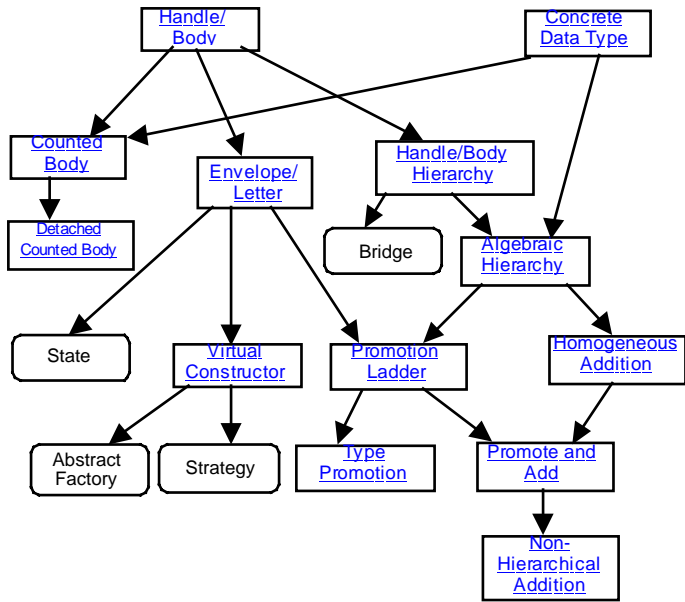 Handle/
Body
Concrete
Data Type
Counted
Body
Envelope/
Letter
Handle/Body
Hierarchy
Detached
Counted Body
Bridge
Algebraic
Hierarchy
State
Virtual
Constructor
Promotion
Ladder
Homogeneous
Addition
Abstract
Factory
Strategy
Type
Promotion
Promote and
Add
Non-
Hierarchical
Addition